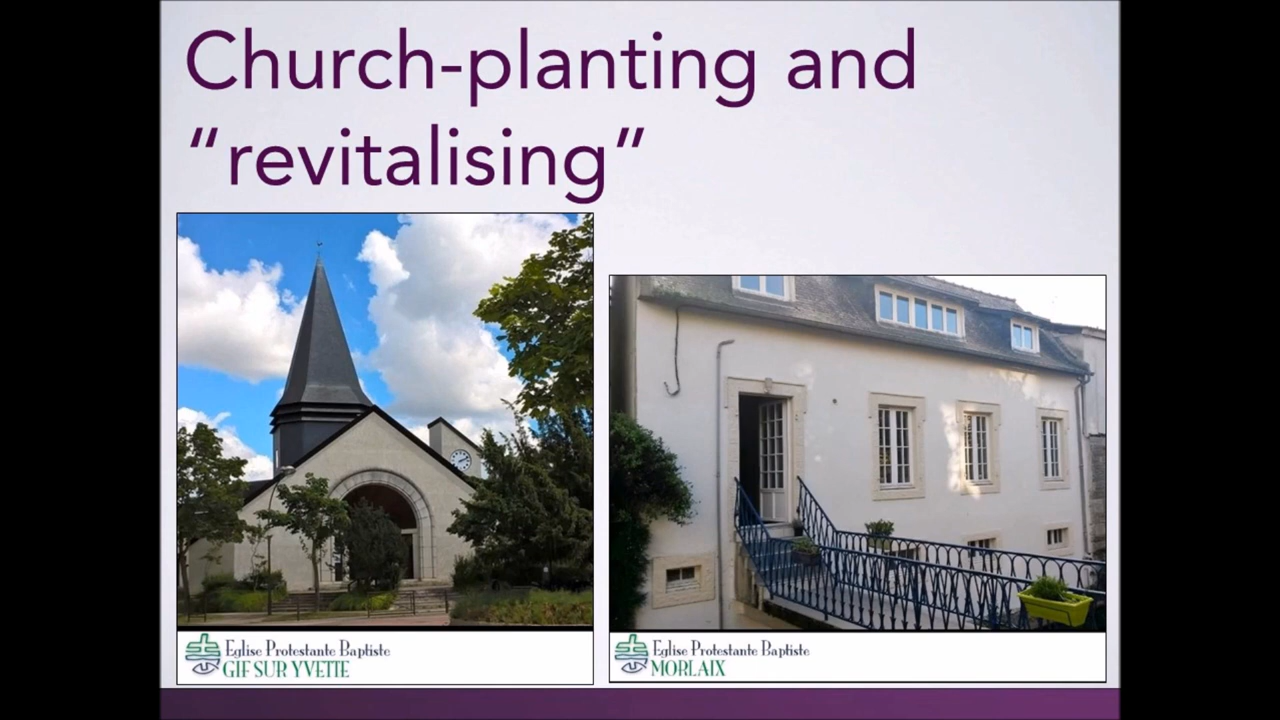 Church-planting and
“revitalising”
Eglise Protestante Baptiste
GIF SUR YVETTE
Eglise Protestante Baptiste
MORLAIX